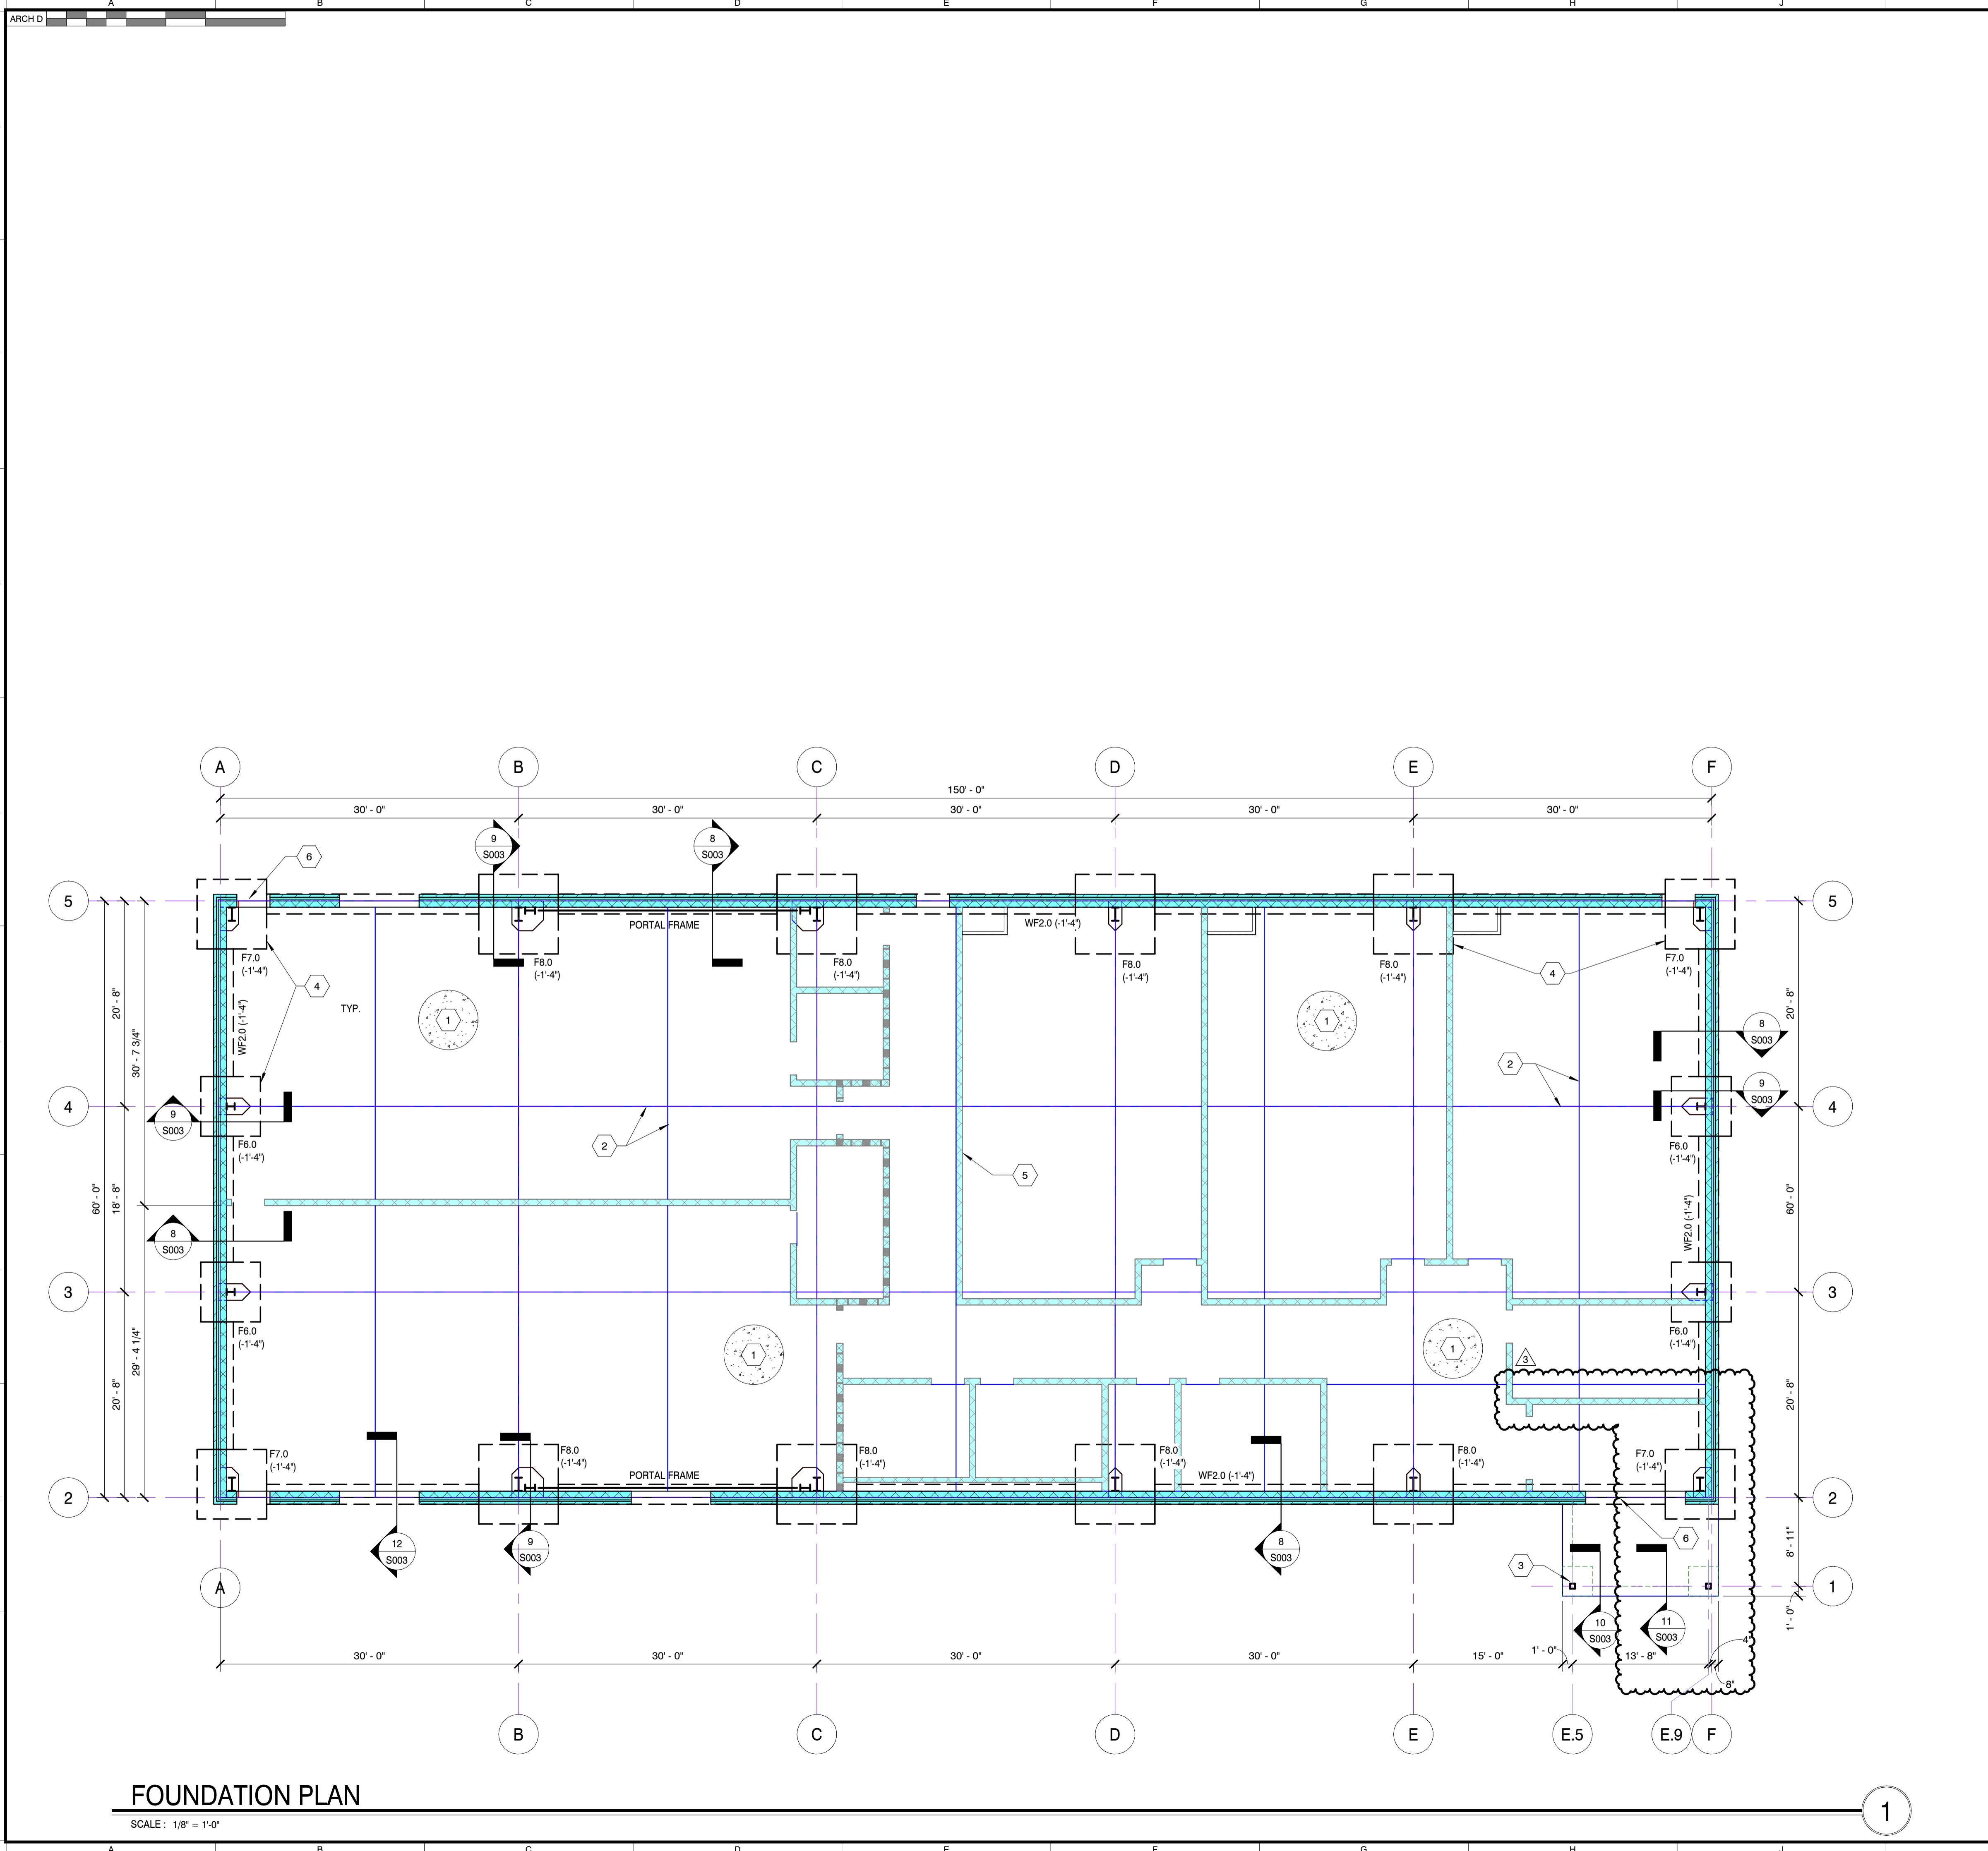 A B C D E F G H J
ARCH D
A B C D E F
150' - 0"
30' - 0" 30' - 0" 30' - 0" 30' - 0" 30' - 0"
9
S003
8
S003
6
5 5
PORTAL FRAME
WF2.0 (-1'-4")
F7.0
(-1'-4")
F8.0
(-1'-4")
F8.0
(-1'-4")
F8.0
(-1'-4")
F8.0
(-1'-4")
F7.0
(-1'-4")
4
4
TYP.
WF2.0 (-1'-4")
20' - 8"
30' - 7 3/4"
20' - 8"
1
1
8
S003
2
9
S003
4 4
9
S003
F6.0
(-1'-4")
2
5
F6.0
(-1'-4")
60' - 0"
18' - 8"
WF2.0 (-1'-4")
60' - 0"
8
S003
3 3
F6.0
(-1'-4")
F6.0
(-1'-4")
29' - 4 1/4"
20' - 8"
1
1
3
20' - 8"
F7.0
(-1'-4")
F8.0
(-1'-4")
F8.0
(-1'-4")
F8.0
(-1'-4")
F8.0
(-1'-4")
F7.0
(-1'-4")
PORTAL FRAME
WF2.0 (-1'-4")
2 2
12
S003
9
S003
8
S003
6
3
8' - 11"
A
1
1' - 0"
10
S003
11
S003
30' - 0" 30' - 0" 30' - 0" 30' - 0" 15' - 0" 1' - 0" 13' - 8" 4"
8"
B C D E E.5 E.9 F
FOUNDATION PLAN
1
SCALE : 1/8" = 1'-0"
A B C D E F G H J